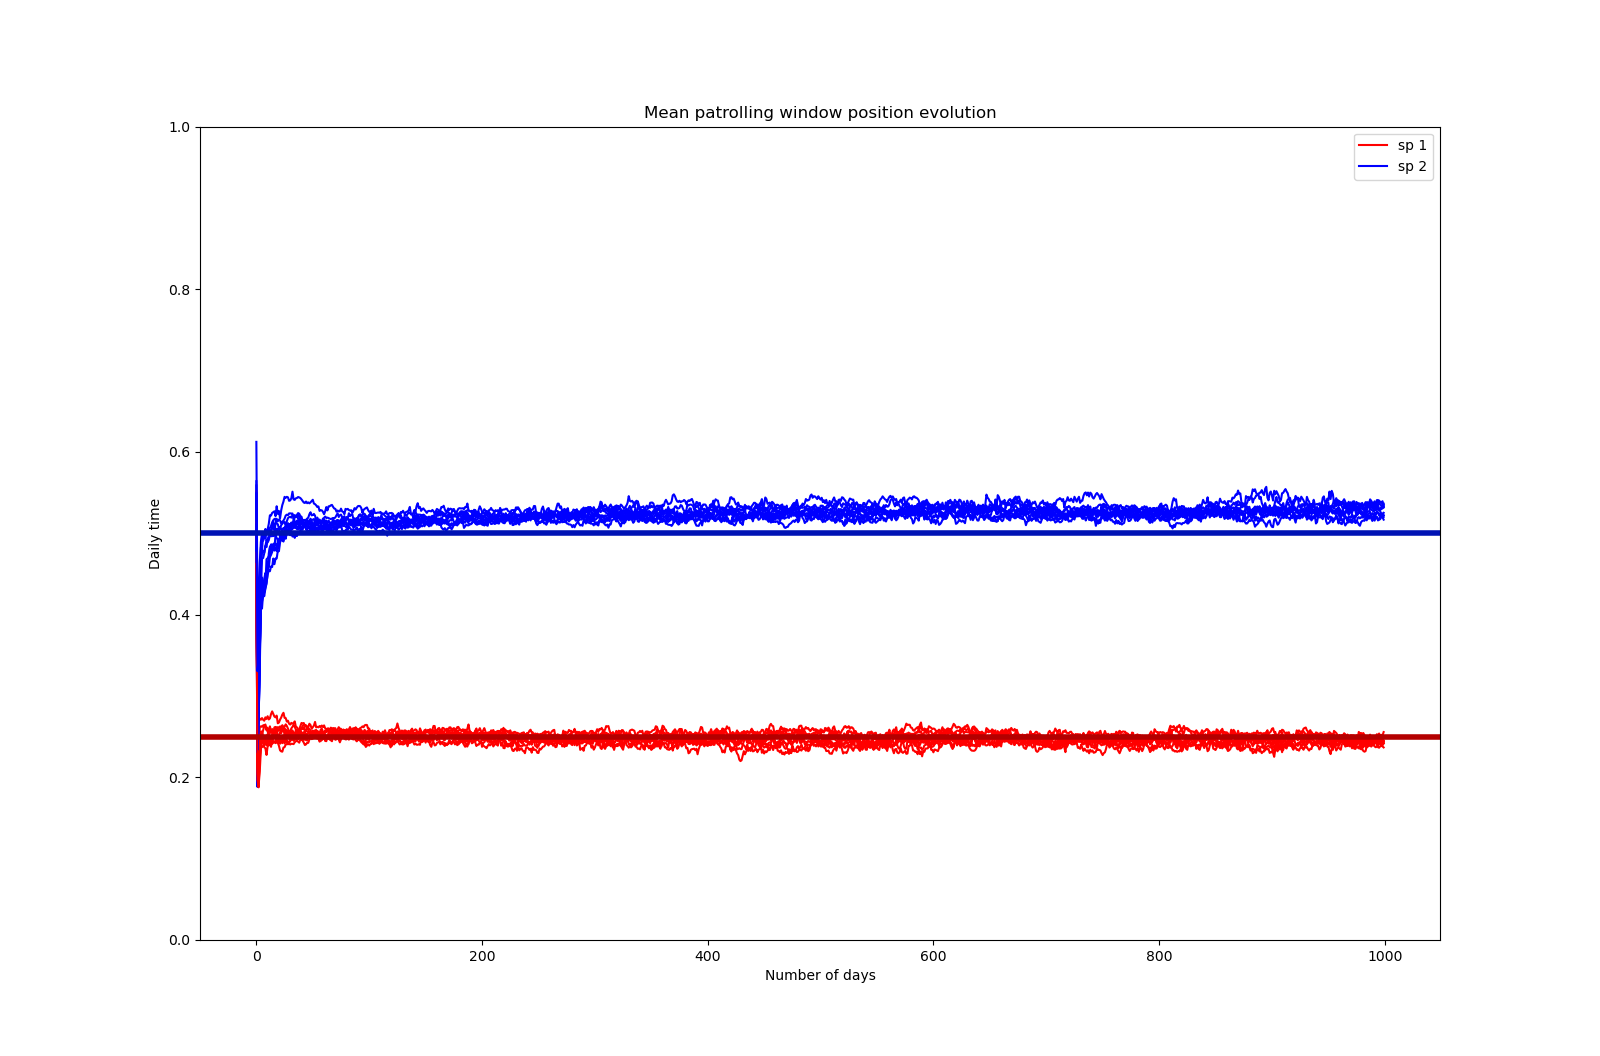 Mean patrolling window position evolution
sp 1
sp 2
1.0
0.8
0.6
0.4
0.2
0.0
Daily time
0 200 400 600 800 1000
Number of days